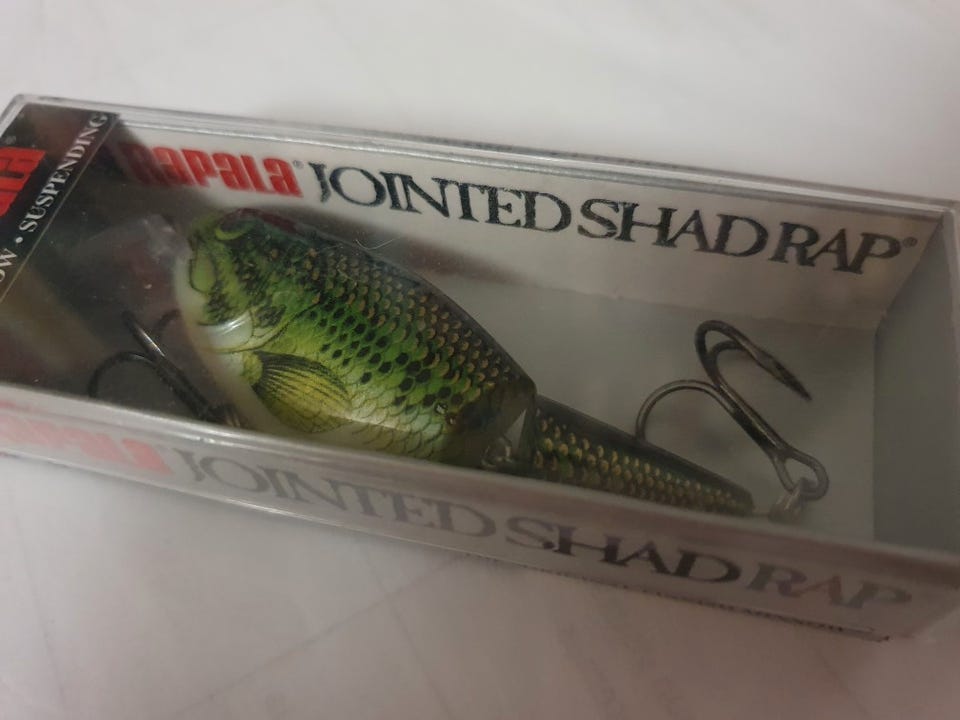 RAPALA® JOINTED SHAD RAP®
• SUSPENDING
JOINTED SHAD RAP